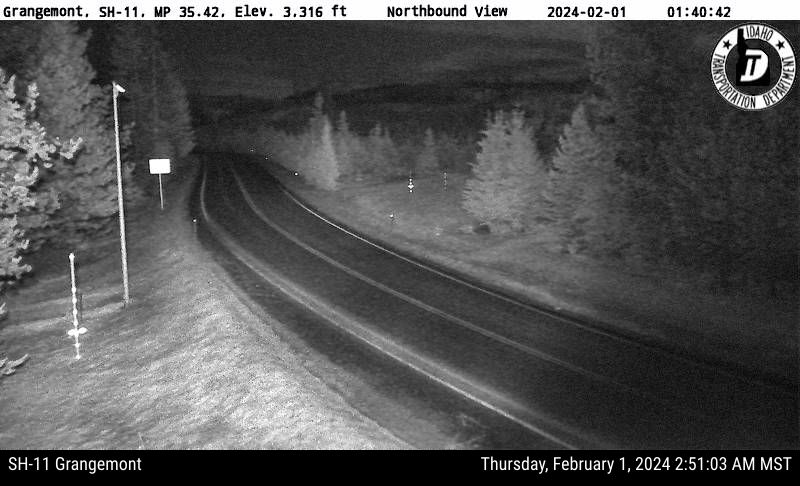 Grangemont, SH-11, MP 35.42, Elev. 3,316 ft Northbound View 2024-02-01 01:40:42
IDAHO
TRANSPORTATION DEPARTMENT
SH-11 Grangemont Thursday, February 1, 2024 2:51:03 AM MST